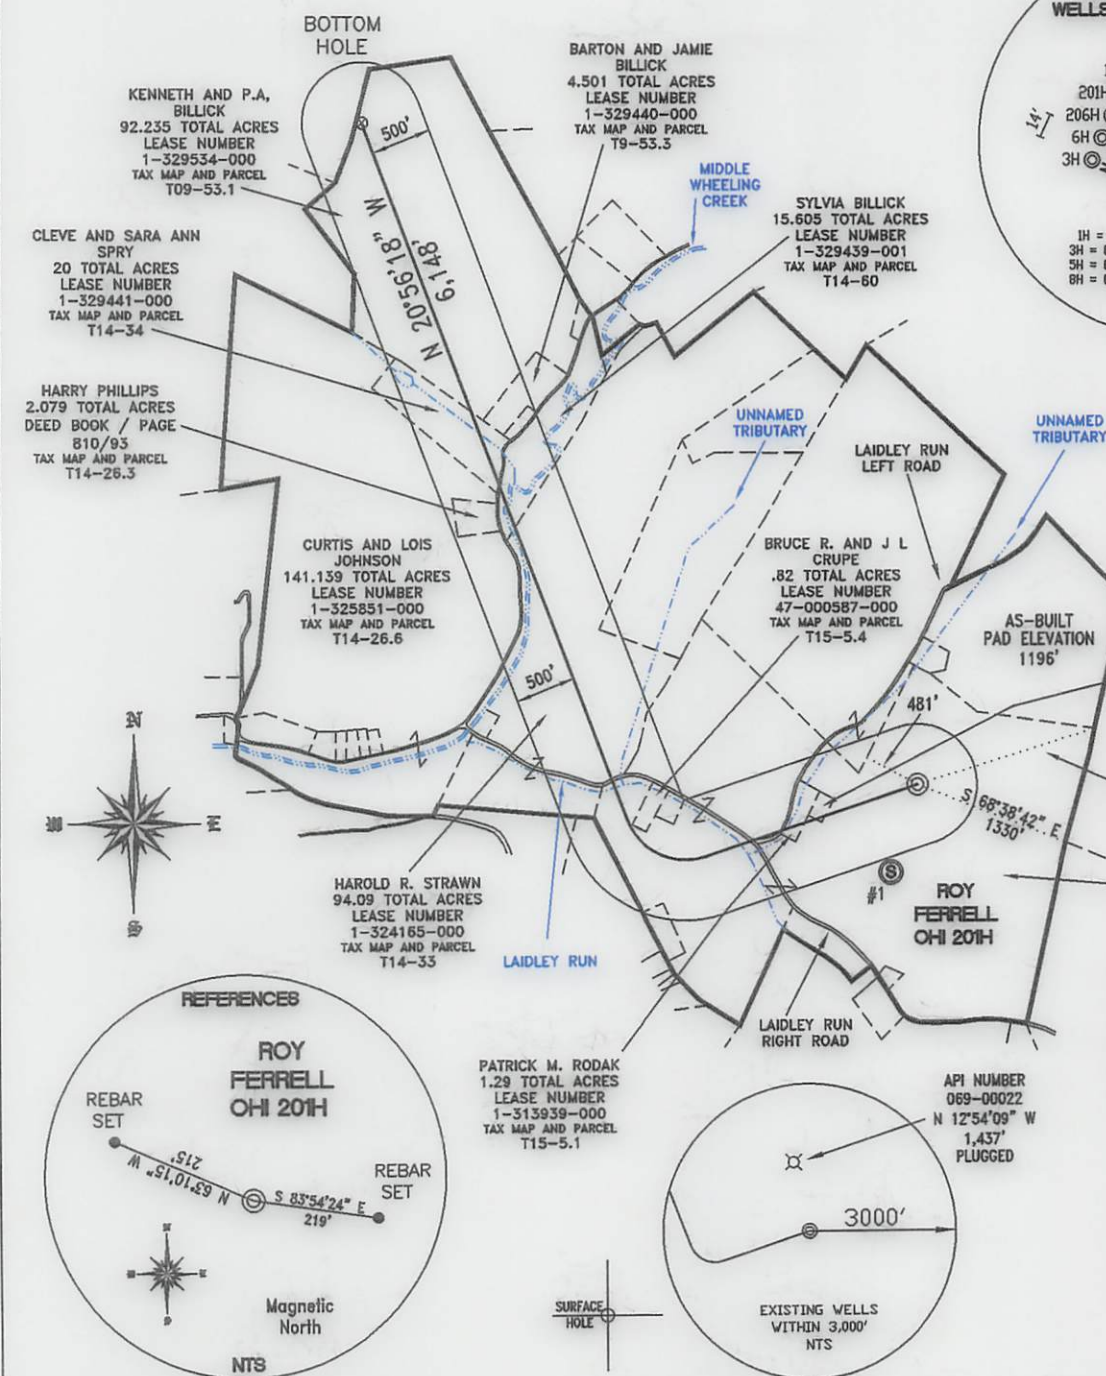 BOTTOM
HOLE
WELLS
KENNETH AND P.A,
BILLICK
92.235 TOTAL ACRES
LEASE NUMBER
1-329534-000
TAX MAP AND PARCEL
T09-53.1
BARTON AND JAMIE
BILLICK
4.501 TOTAL ACRES
LEASE NUMBER
1-329440-000
TAX MAP AND PARCEL
T9-53.3
201H
206H
6H
3H
14'
1H =
3H =
5H =
8H =
500'
N 20°56'18" W
6,148'
MIDDLE
WHEELING
CREEK
SYLVIA BILLICK
15.605 TOTAL ACRES
LEASE NUMBER
1-329439-001
TAX MAP AND PARCEL
T14-60
CLEVE AND SARA ANN
SPRY
20 TOTAL ACRES
LEASE NUMBER
1-329441-000
TAX MAP AND PARCEL
T14-34
HARRY PHILLIPS
2.079 TOTAL ACRES
DEED BOOK / PAGE
810/93
TAX MAP AND PARCEL
T14-26.3
UNNAMED
TRIBUTARY
LAIDLEY RUN
LEFT ROAD
UNNAMED
TRIBUTARY
CURTIS AND LOIS
JOHNSON
141.139 TOTAL ACRES
LEASE NUMBER
1-325851-000
TAX MAP AND PARCEL
T14-26.6
BRUCE R. AND J L
CRUPE
.82 TOTAL ACRES
LEASE NUMBER
47-000587-000
TAX MAP AND PARCEL
T15-5.4
AS-BUILT
PAD ELEVATION
1196'
500'
481'
S 68°38'42" E
1330'
N
W
E
S
HAROLD R. STRAWN
94.09 TOTAL ACRES
LEASE NUMBER
1-324165-000
TAX MAP AND PARCEL
T14-33
LAIDLEY RUN
S
#1
ROY
FERRELL
OHI 201H
LAIDLEY RUN
RIGHT ROAD
REFERENCES
ROY
FERRELL
OHI 201H
REBAR
SET
N 63°10'15" W
215'
S 83°54'24" E
219'
REBAR
SET
Magnetic
North
NTS
PATRICK M. RODAK
1.29 TOTAL ACRES
LEASE NUMBER
1-313939-000
TAX MAP AND PARCEL
T15-5.1
API NUMBER
069-00022
N 12°54'09" W
1,437'
PLUGGED
3000'
SURFACE
HOLE
EXISTING WELLS
WITHIN 3,000'
NTS